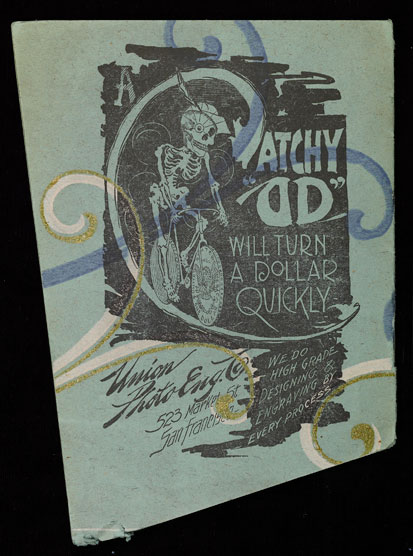 A
CATCHY
"AD"
WILL TURN
A DOLLAR
QUICKLY
Union
Photo-Eng. Co
523 Market St.
San Francisco
WE DO
HIGH GRADE
DESIGNING &
ENGRAVING BY
EVERY PROCESS